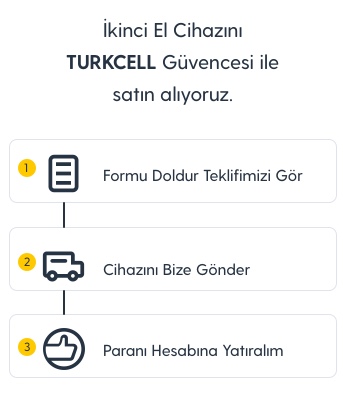 İkinci El Cihazını
TURKCELL Güvencesi ile
satın alıyoruz.
1
Formu Doldur Teklifimizi Gör
2
Cihazını Bize Gönder
3
Paranı Hesabına Yatıralım